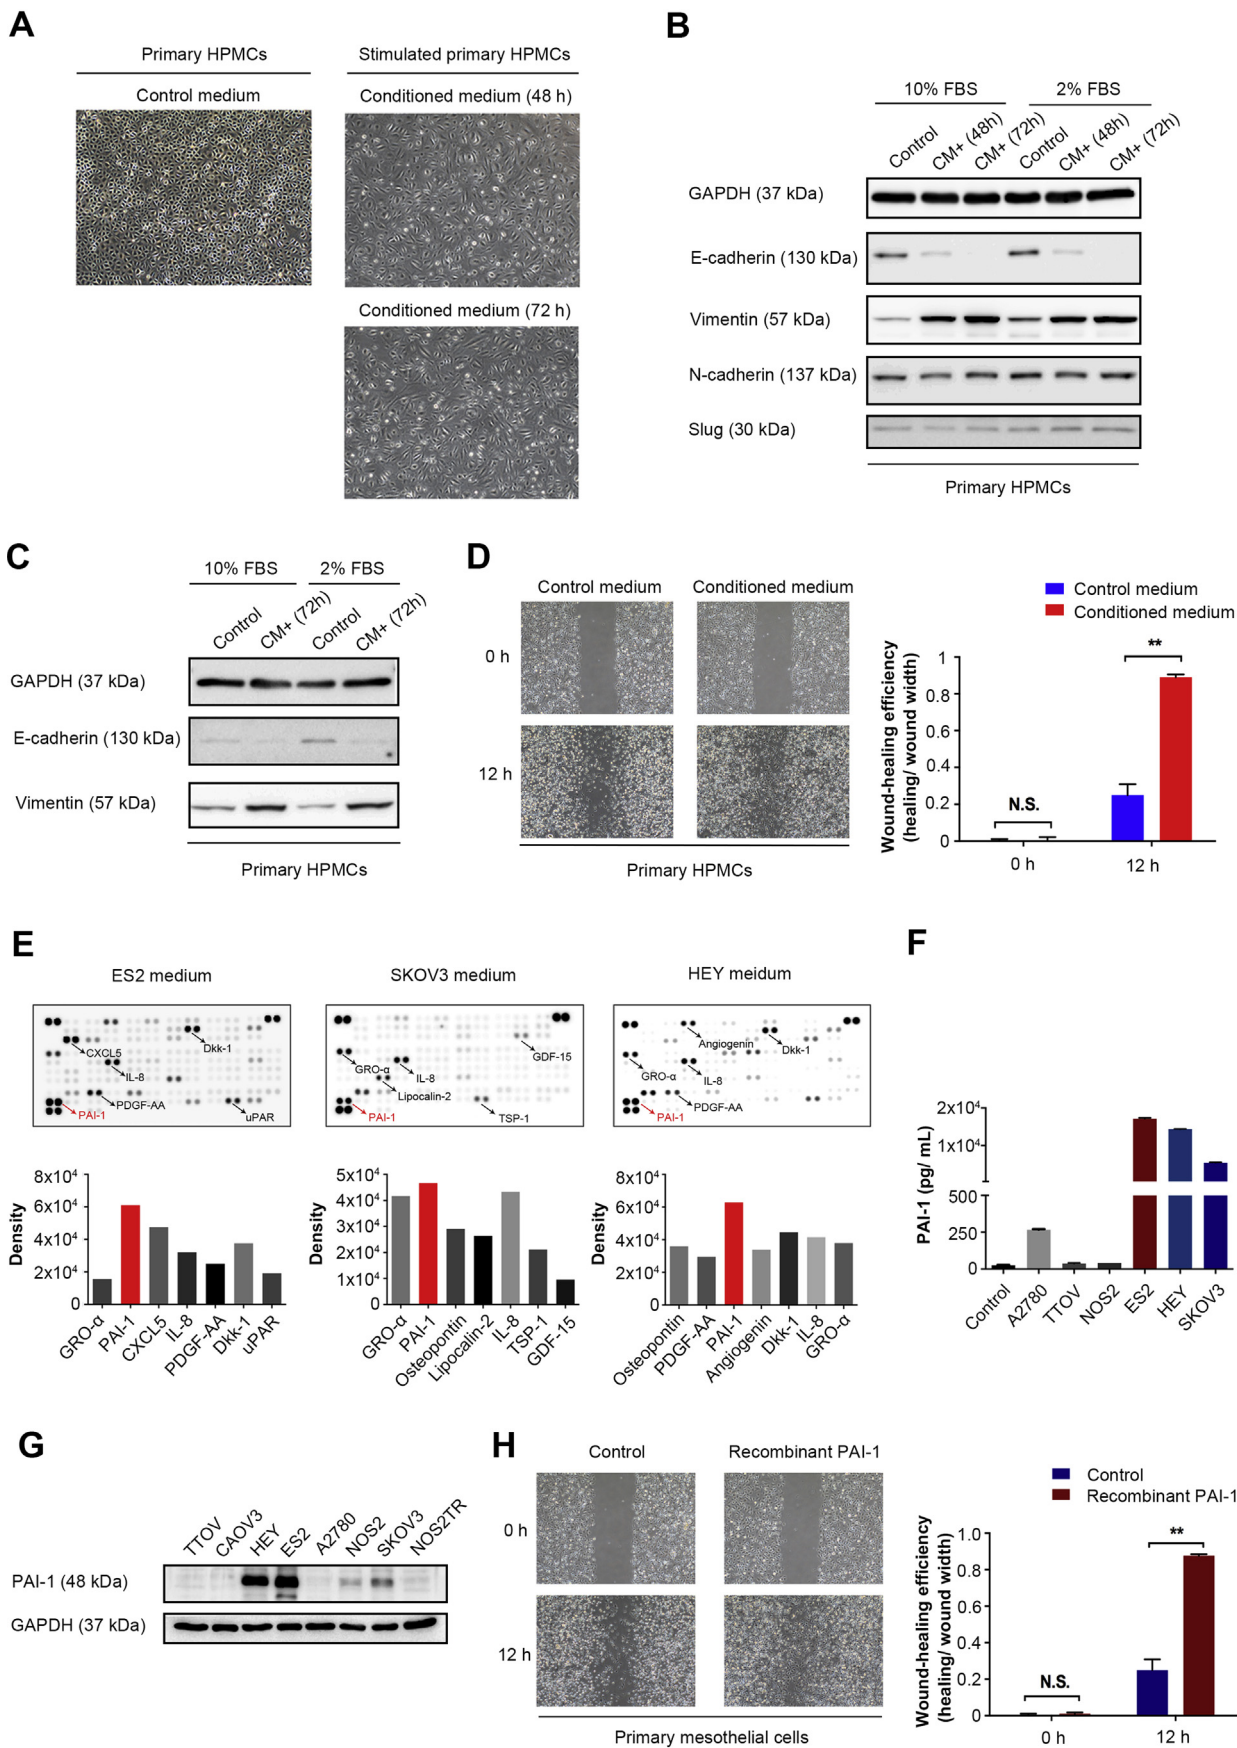 A
Primary HPMCs
Stimulated primary HPMCs
Control medium
Conditioned medium (48 h)
Conditioned medium (72 h)
B
10% FBS
2% FBS
Control
CM+ (48h)
CM+ (72h)
Control
CM+ (48h)
CM+ (72h)
GAPDH (37 kDa)
E-cadherin (130 kDa)
Vimentin (57 kDa)
N-cadherin (137 kDa)
Slug (30 kDa)
Primary HPMCs
C
10% FBS
2% FBS
Control
CM+ (72h)
Control
CM+ (72h)
GAPDH (37 kDa)
E-cadherin (130 kDa)
Vimentin (57 kDa)
Primary HPMCs
D
Control medium
Conditioned medium
0 h
12 h
Primary HPMCs
Control medium
Conditioned medium
Wound-healing efficiency
(healing/ wound width)
1
0.8
0.6
0.4
0.2
0
N.S.
**
0 h
12 h
E
ES2 medium
SKOV3 medium
HEY meidum
CXCL5
Dkk-1
IL-8
PDGF-AA
PAI-1
uPAR
GDF-15
GRO-α
IL-8
Lipocalin-2
PAI-1
TSP-1
Angiogenin
Dkk-1
GRO-α
IL-8
PDGF-AA
PAI-1
Density
8x10⁴
6x10⁴
4x10⁴
2x10⁴
0
GRO-α
PAI-1
CXCL5
IL-8
PDGF-AA
Dkk-1
uPAR
Density
5x10⁴
4x10⁴
3x10⁴
2x10⁴
1x10⁴
0
GRO-α
PAI-1
Osteopontin
Lipocalin-2
IL-8
TSP-1
GDF-15
Density
8x10⁴
6x10⁴
4x10⁴
2x10⁴
0
Osteopontin
PDGF-AA
PAI-1
Angiogenin
Dkk-1
IL-8
GRO-α
F
PAI-1 (pg/ mL)
2x10⁴
1x10⁴
500
250
0
Control
A2780
TTOV
NOS2
ES2
HEY
SKOV3
G
TTOV
CAOV3
HEY
ES2
A2780
NOS2
SKOV3
NOS2TR
PAI-1 (48 kDa)
GAPDH (37 kDa)
H
Control
Recombinant PAI-1
0 h
12 h
Primary mesothelial cells
Control
Recombinant PAI-1
Wound-healing efficiency
(healing/ wound width)
1.0
0.8
0.6
0.4
0.2
0
N.S.
**
0 h
12 h